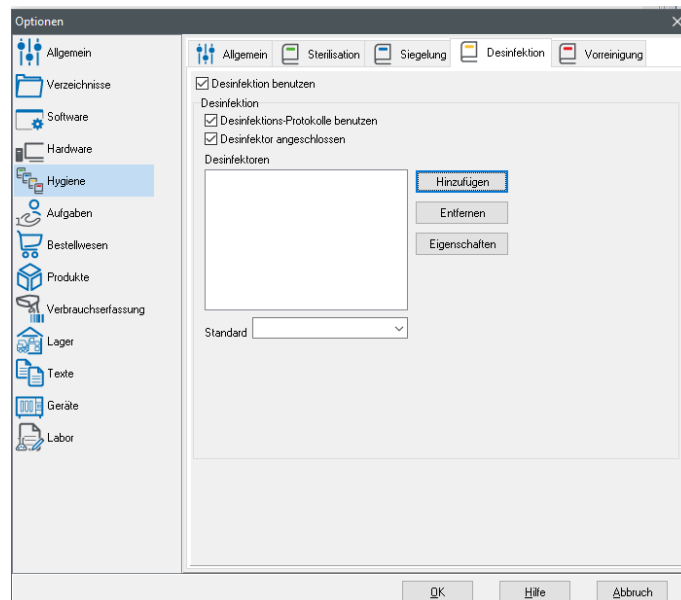 Optionen
Allgemein
Verzeichnisse
Software
Hardware
Hygiene
Aufgaben
Bestellwesen
Produkte
Verbrauchserfassung
Lager
Texte
Geräte
Labor
Allgemein Sterilisation Siegelung Desinfektion Vorreinigung
Desinfektion benutzen
Desinfektion
Desinfektions-Protokolle benutzen
Desinfektor angeschlossen
Desinfektoren
Hinzufügen
Entfernen
Eigenschaften
Standard
OK Hilfe Abbruch